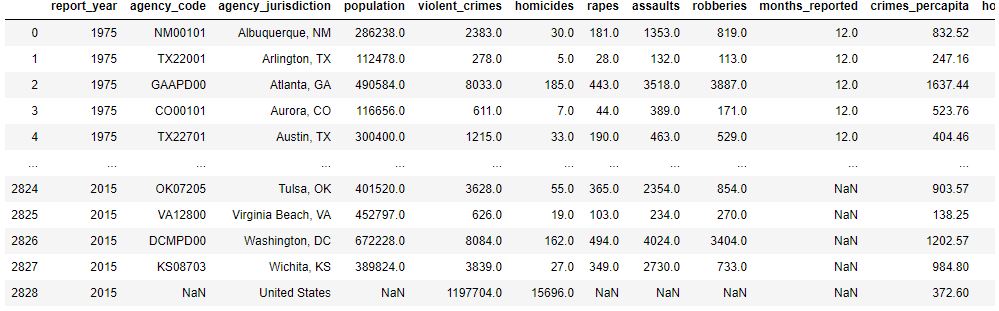 report_year agency_code agency_jurisdiction population violent_crimes homicides rapes assaults robberies months_reported crimes_percapita ho
0 1975 NM00101 Albuquerque, NM 286238.0 2383.0 30.0 181.0 1353.0 819.0 12.0 832.52
1 1975 TX22001 Arlington, TX 112478.0 278.0 5.0 28.0 132.0 113.0 12.0 247.16
2 1975 GAAPD00 Atlanta, GA 490584.0 8033.0 185.0 443.0 3518.0 3887.0 12.0 1637.44
3 1975 CO00101 Aurora, CO 116656.0 611.0 7.0 44.0 389.0 171.0 12.0 523.76
4 1975 TX22701 Austin, TX 300400.0 1215.0 33.0 190.0 463.0 529.0 12.0 404.46
... ... ... ... ... ... ... ... ... ... ... ...
2824 2015 OK07205 Tulsa, OK 401520.0 3628.0 55.0 365.0 2354.0 854.0 NaN 903.57
2825 2015 VA12800 Virginia Beach, VA 452797.0 626.0 19.0 103.0 234.0 270.0 NaN 138.25
2826 2015 DCMPD00 Washington, DC 672228.0 8084.0 162.0 494.0 4024.0 3404.0 NaN 1202.57
2827 2015 KS08703 Wichita, KS 389824.0 3839.0 27.0 349.0 2730.0 733.0 NaN 984.80
2828 2015 NaN United States NaN 1197704.0 15696.0 NaN NaN NaN NaN 372.60